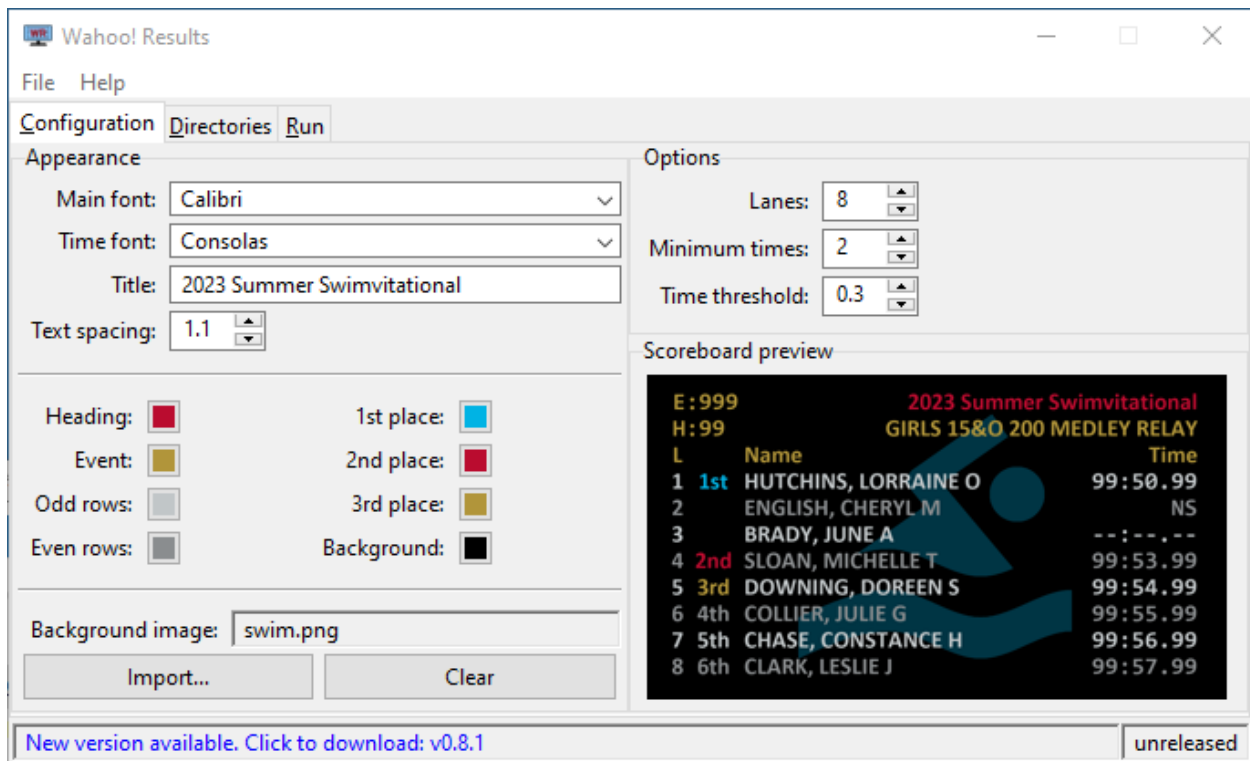 WR Wahoo! Results
File Help
Configuration Directories Run
Appearance
Main font: Calibri
Time font: Consolas
Title: 2023 Summer Swimvitational
Text spacing: 1.1
Heading: 1st place:
Event: 2nd place:
Odd rows: 3rd place:
Even rows: Background:
Background image: swim.png
Import... Clear
Options
Lanes: 8
Minimum times: 2
Time threshold: 0.3
Scoreboard preview
E:999 2023 Summer Swimvitational
H:99 GIRLS 15&O 200 MEDLEY RELAY
L Name Time
1 1st HUTCHINS, LORRAINE O 99:50.99
2 ENGLISH, CHERYL M NS
3 BRADY, JUNE A --:--.--
4 2nd SLOAN, MICHELLE T 99:53.99
5 3rd DOWNING, DOREEN S 99:54.99
6 4th COLLIER, JULIE G 99:55.99
7 5th CHASE, CONSTANCE H 99:56.99
8 6th CLARK, LESLIE J 99:57.99
New version available. Click to download: v0.8.1 unreleased